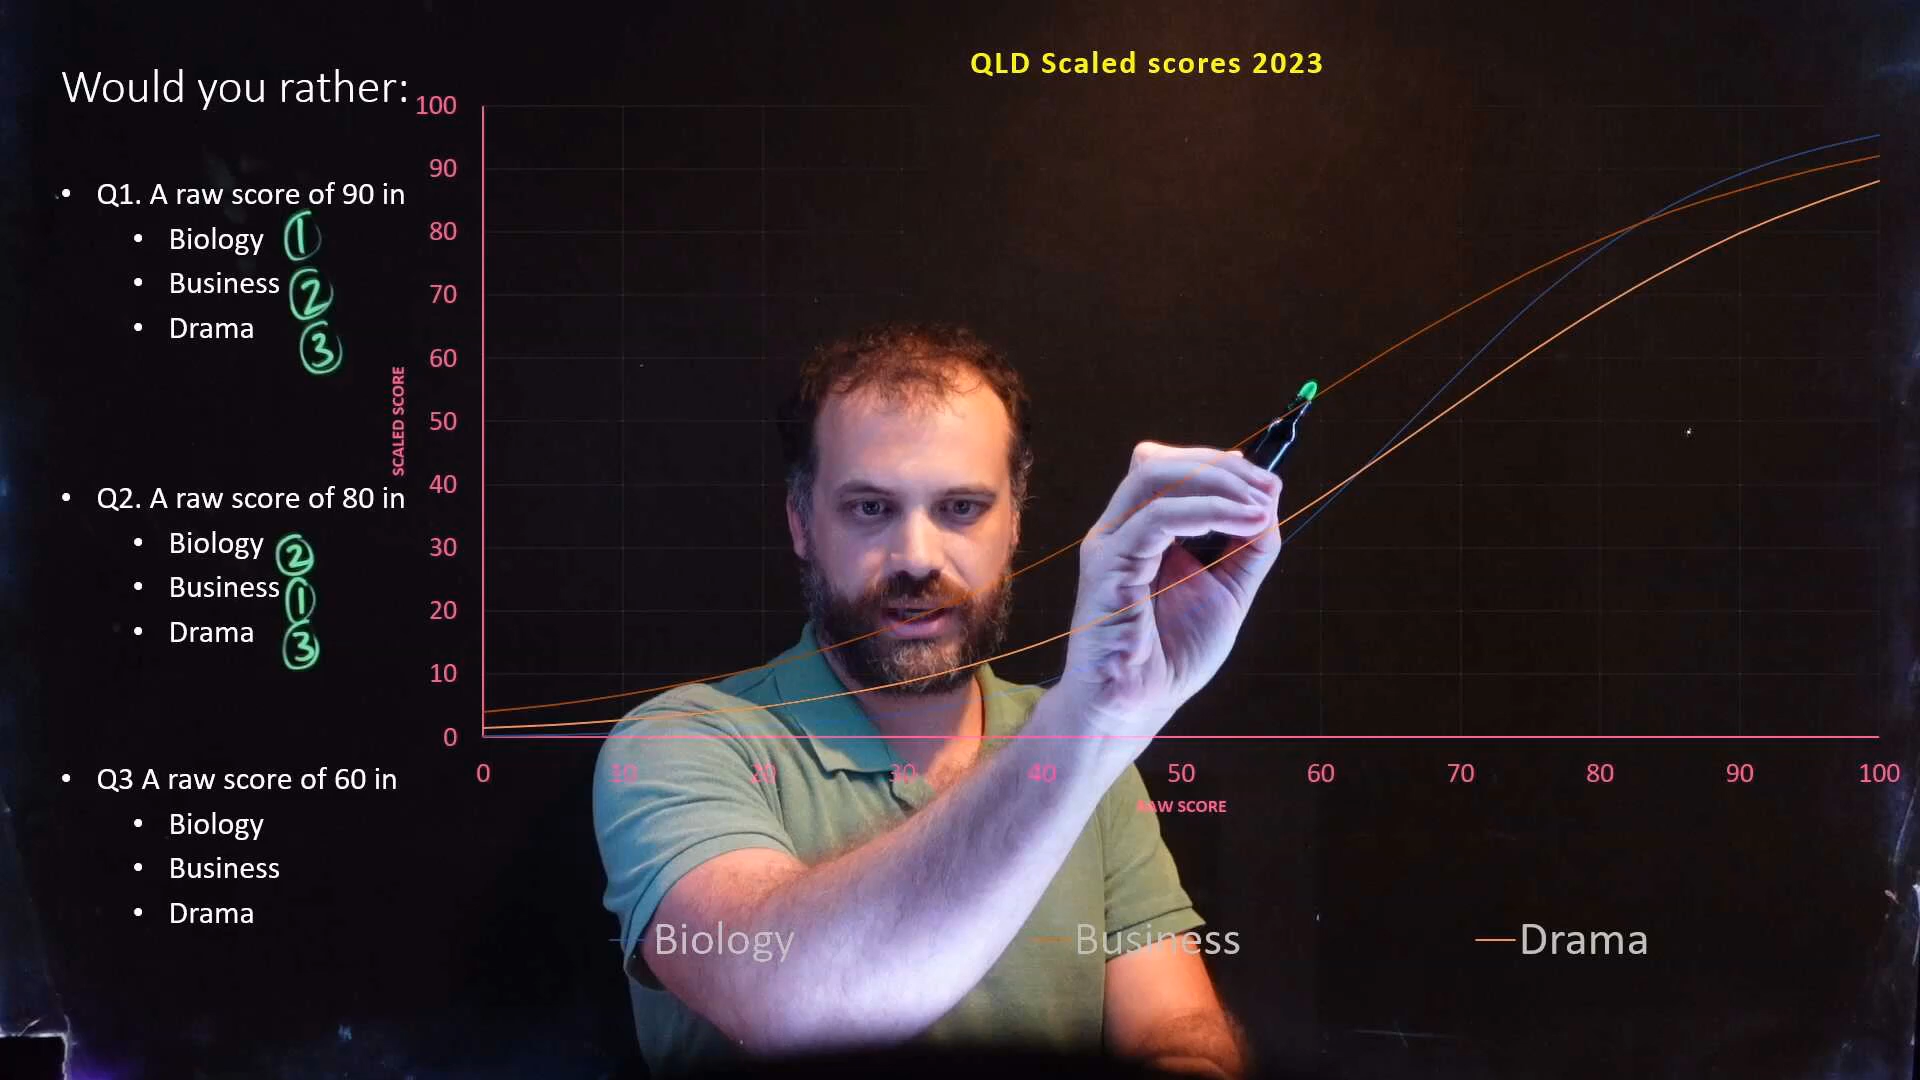 QLD Scaled scores 2023
Would you rather:
• Q1. A raw score of 90 in
• Biology ①
• Business ②
• Drama ③
• Q2. A raw score of 80 in
• Biology ②
• Business ①
• Drama ③
• Q3 A raw score of 60 in
• Biology
• Business
• Drama
100
90
80
70
60
50
40
30
20
10
0
SCALED SCORE
0 10 20 30 40 50 60 70 80 90 100
RAW SCORE
Biology Business Drama